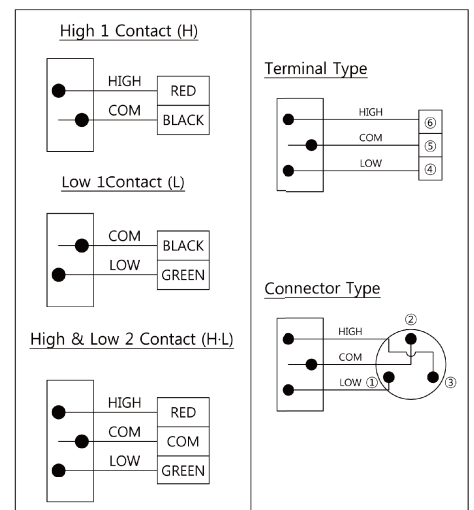 High 1 Contact (H)
HIGH
RED
COM
BLACK
Low 1Contact (L)
COM
BLACK
LOW
GREEN
High & Low 2 Contact (H·L)
HIGH
RED
COM
COM
LOW
GREEN
Terminal Type
HIGH
⑥
COM
⑤
LOW
④
Connector Type
②
HIGH
COM
LOW ①
③